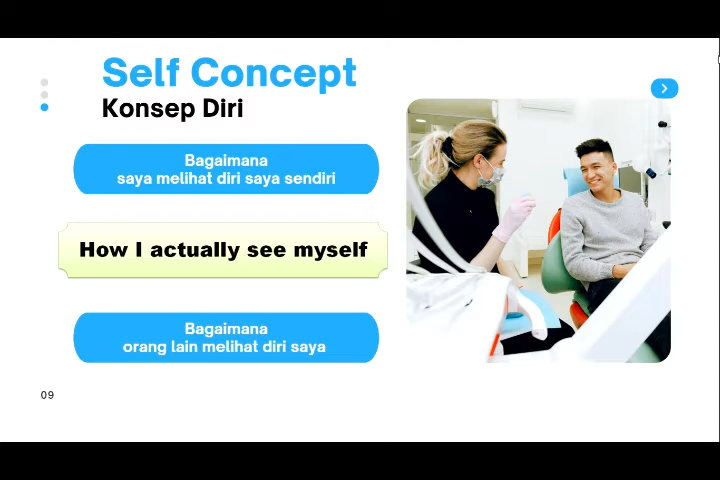 Self Concept
Konsep Diri
Bagaimana
saya melihat diri saya sendiri
How I actually see myself
Bagaimana
orang lain melihat diri saya
09